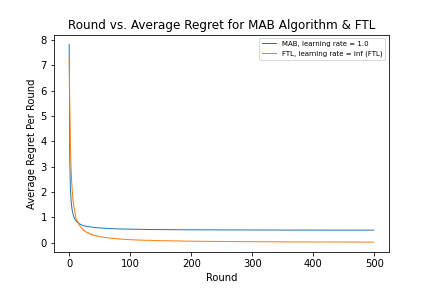 Round vs. Average Regret for MAB Algorithm & FTL
MAB, learning rate = 1.0
FTL, learning rate = inf (FTL)
Average Regret Per Round
8
7
6
5
4
3
2
1
0
0 100 200 300 400 500
Round